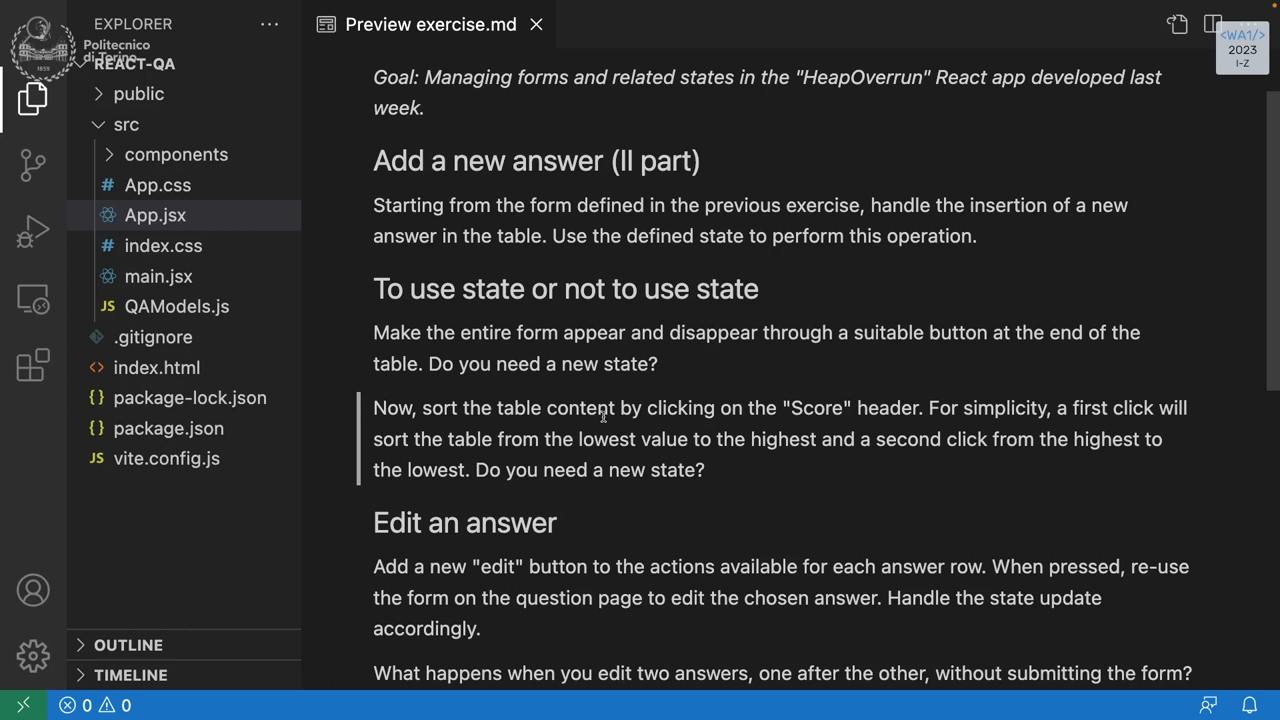 EXPLORER
Politecnico
di Torino
1859
REACT-QA
public
src
components
# App.css
App.jsx
# index.css
main.jsx
JS QAModels.js
.gitignore
<> index.html
{} package-lock.json
{} package.json
JS vite.config.js
OUTLINE
TIMELINE
Preview exercise.md
<WA1/>
2023
I-Z
Goal: Managing forms and related states in the "HeapOverrun" React app developed last
week.
Add a new answer (II part)
Starting from the form defined in the previous exercise, handle the insertion of a new
answer in the table. Use the defined state to perform this operation.
To use state or not to use state
Make the entire form appear and disappear through a suitable button at the end of the
table. Do you need a new state?
Now, sort the table content by clicking on the "Score" header. For simplicity, a first click will
sort the table from the lowest value to the highest and a second click from the highest to
the lowest. Do you need a new state?
Edit an answer
Add a new "edit" button to the actions available for each answer row. When pressed, re-use
the form on the question page to edit the chosen answer. Handle the state update
accordingly.
What happens when you edit two answers, one after the other, without submitting the form?
0 0